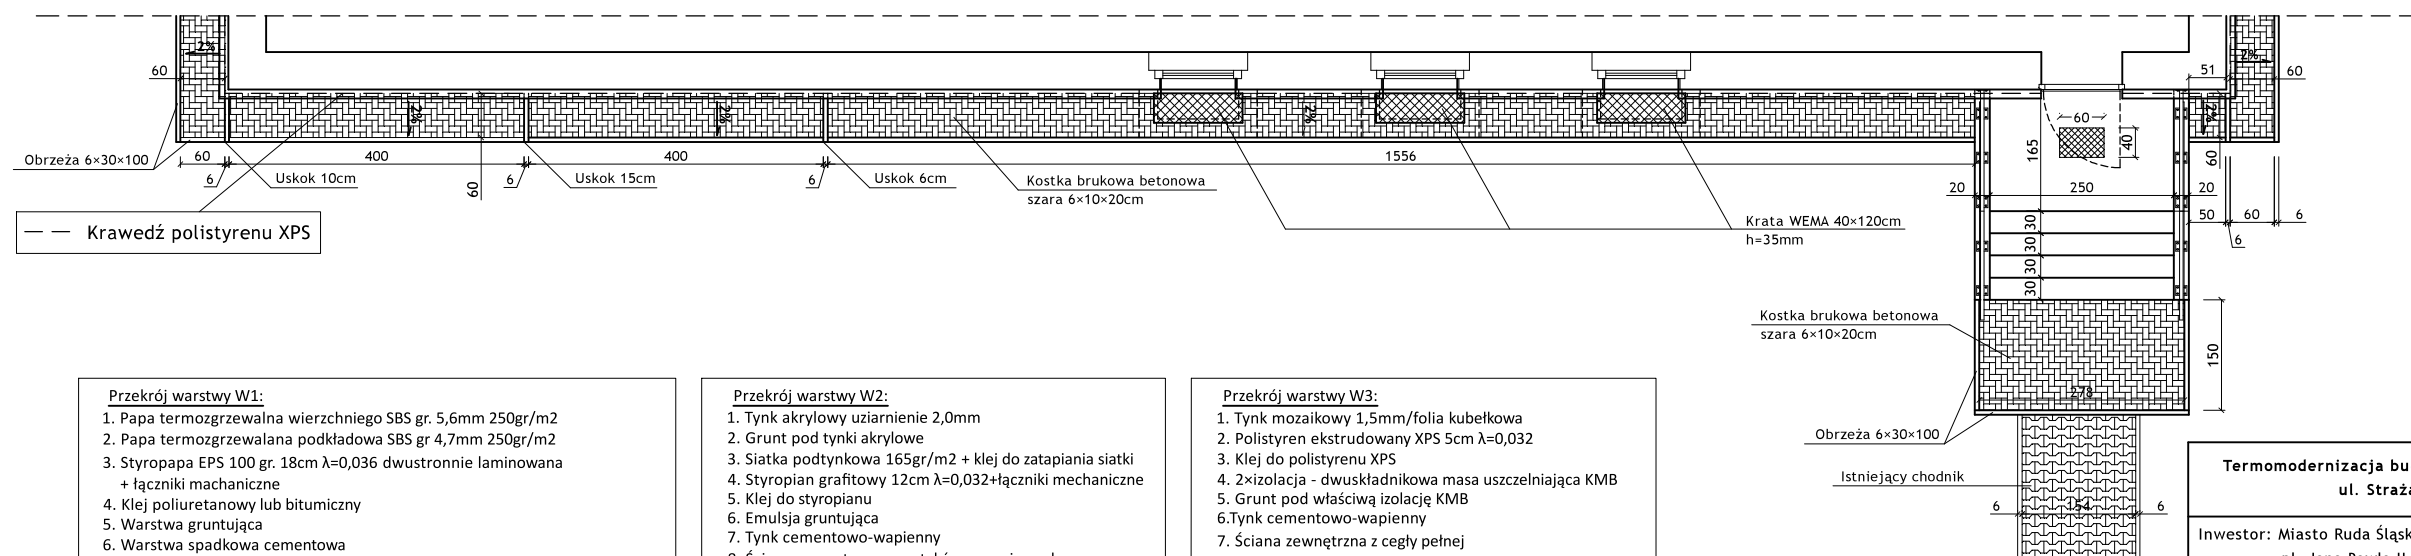 2%
60
Obrzeża 6×30×100
60
400
400
1556
6
6
6
60
Uskok 10cm
Uskok 15cm
Uskok 6cm
2%
2%
2%
Kostka brukowa betonowa
szara 6×10×20cm
Krawedź polistyrenu XPS
Krata WEMA 40×120cm
h=35mm
2%
51
60
2%
60
60
40
165
20
250
20
50
60
6
6
30
30
30
30
Kostka brukowa betonowa
szara 6×10×20cm
150
278
Obrzeża 6×30×100
Istniejący chodnik
6
154
6
Przekrój warstwy W1:
1. Papa termozgrzewalna wierzchniego SBS gr. 5,6mm 250gr/m2
2. Papa termozgrzewalana podkładowa SBS gr 4,7mm 250gr/m2
3. Styropapa EPS 100 gr. 18cm λ=0,036 dwustronnie laminowana
+ łączniki machaniczne
4. Klej poliuretanowy lub bitumiczny
5. Warstwa gruntująca
6. Warstwa spadkowa cementowa
Przekrój warstwy W2:
1. Tynk akrylowy uziarnienie 2,0mm
2. Grunt pod tynki akrylowe
3. Siatka podtynkowa 165gr/m2 + klej do zatapiania siatki
4. Styropian grafitowy 12cm λ=0,032+łączniki mechaniczne
5. Klej do styropianu
6. Emulsja gruntująca
7. Tynk cementowo-wapienny
Przekrój warstwy W3:
1. Tynk mozaikowy 1,5mm/folia kubełkowa
2. Polistyren ekstrudowany XPS 5cm λ=0,032
3. Klej do polistyrenu XPS
4. 2×izolacja - dwuskładnikowa masa uszczelniająca KMB
5. Grunt pod właściwą izolację KMB
6.Tynk cementowo-wapienny
7. Ściana zewnętrzna z cegły pełnej
Termomodernizacja bu
ul. Straża
Inwestor: Miasto Ruda Śląsk